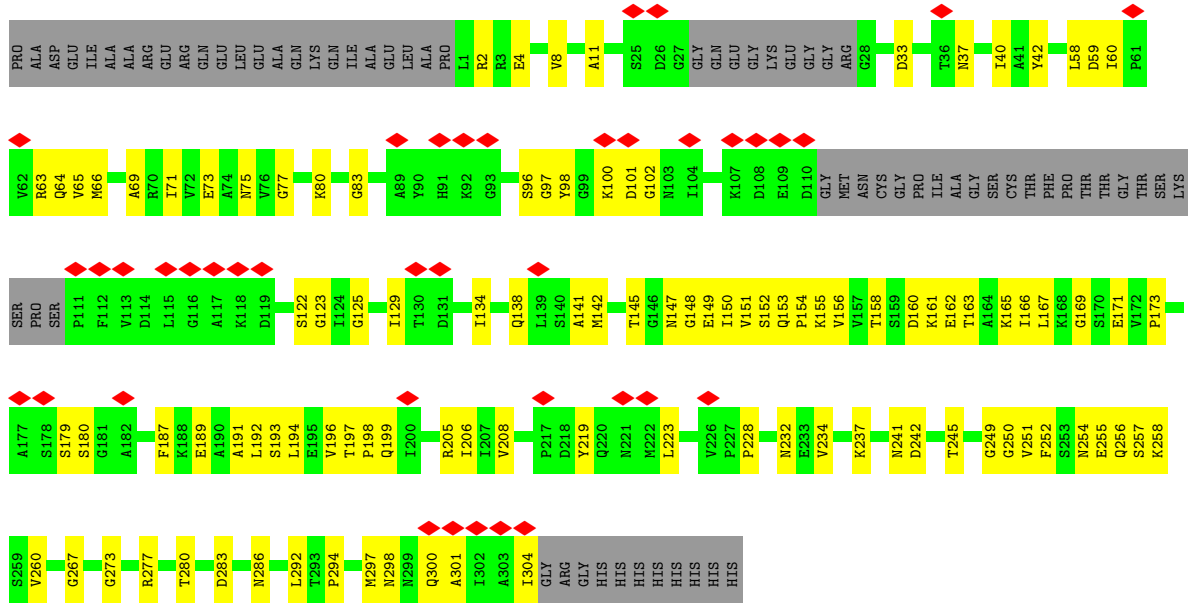 PRO ALA ASP GLU ILE ALA ALA ARG GLU ARG GLN GLU LEU GLU ALA GLN LYS GLN ILE ALA GLU LEU ALA PRO L1 R2 R3 E4 V8 A11 S25 D26 G27 GLY GLN GLU GLY LYS GLU GLY GLY ARG G28 D33 T36 N37 I40 A41 Y42 L58 D59 I60 P61
V62 R63 Q64 V65 M66 A69 R70 I71 V72 E73 A74 N75 V76 G77 K80 G83 A89 Y90 H91 K92 G93 S96 G97 Y98 G99 K100 D101 G102 N103 I104 K107 D108 E109 D110 GLY MET ASN CYS GLY PRO ILE ALA GLY SER CYS THR PHE PRO THR THR GLY THR SER LYS
SER PRO SER P111 F112 V113 D114 L115 G116 A117 K118 D119 S122 G123 I124 G125 I129 T130 D131 I134 Q138 L139 S140 A141 M142 T145 G146 N147 G148 E149 I150 V151 S152 Q153 P154 K155 V156 V157 T158 S159 D160 K161 E162 T163 A164 K165 I166 L167 K168 G169 S170 E171 V172 P173
A177 S178 S179 S180 G181 A182 F187 K188 E189 A190 A191 L192 S193 L194 E195 V196 T197 P198 Q199 I200 R205 I206 I207 V208 P217 D218 Y219 Q220 N221 M222 L223 V226 P227 P228 N232 E233 V234 K237 N241 D242 T245 G249 G250 V251 F252 S253 N254 E255 Q256 S257 K258
S259 V260 G267 G273 R277 T280 D283 N286 L292 T293 P294 M297 N298 N299 Q300 A301 I302 A303 I304 GLY ARG GLY HIS HIS HIS HIS HIS HIS HIS HIS